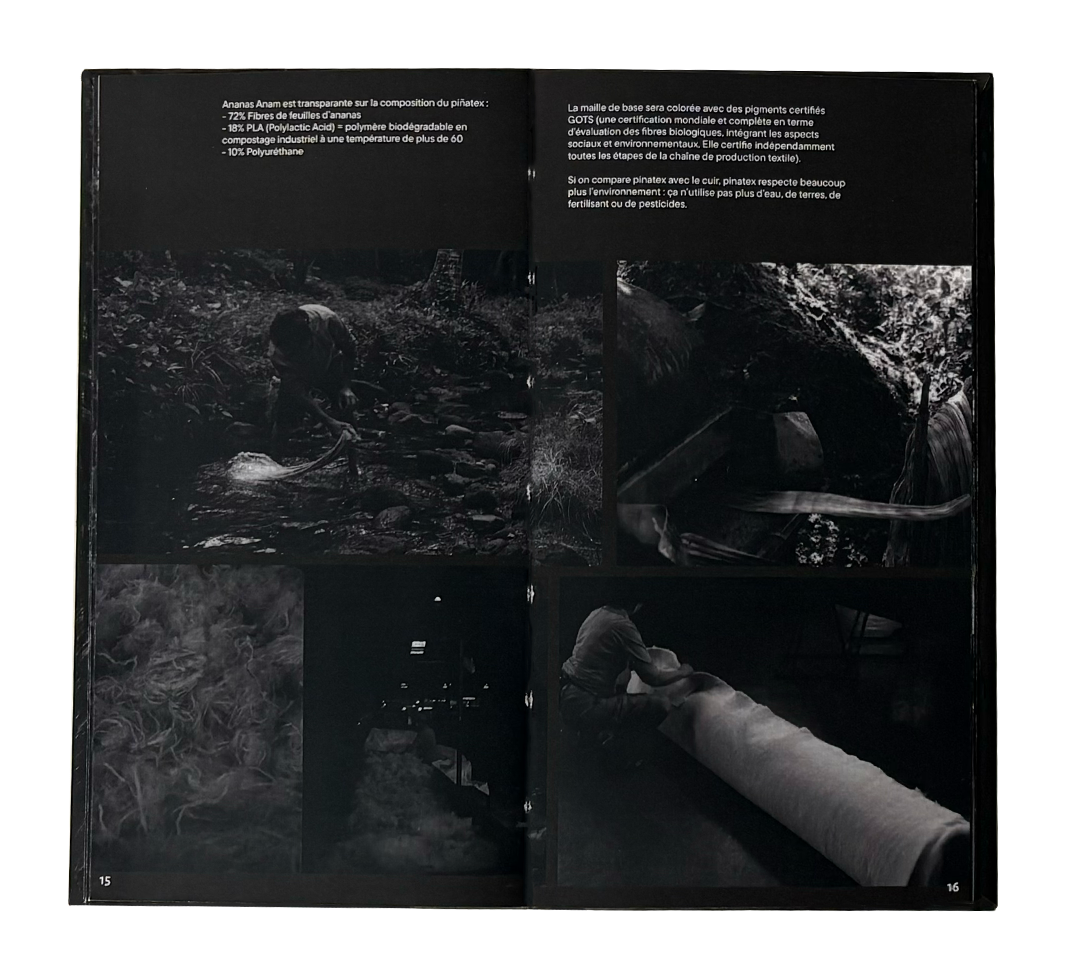 Ananas Anam est transparante sur la composition du piñatex :
- 72% Fibres de feuilles d'ananas
- 18% PLA (Polylactic Acid) = polymère biodégradable en
compostage industriel à une température de plus de 60
- 10% Polyuréthane
La maille de base sera colorée avec des pigments certifiés
GOTS (une certification mondiale et complète en terme
d'évaluation des fibres biologiques, intégrant les aspects
sociaux et environnementaux. Elle certifie indépendamment
toutes les étapes de la chaîne de production textile).
Si on compare pinatex avec le cuir, pinatex respecte beaucoup
plus l'environnement : ça n'utilise pas plus d'eau, de terres, de
fertilisant ou de pesticides.
15
16